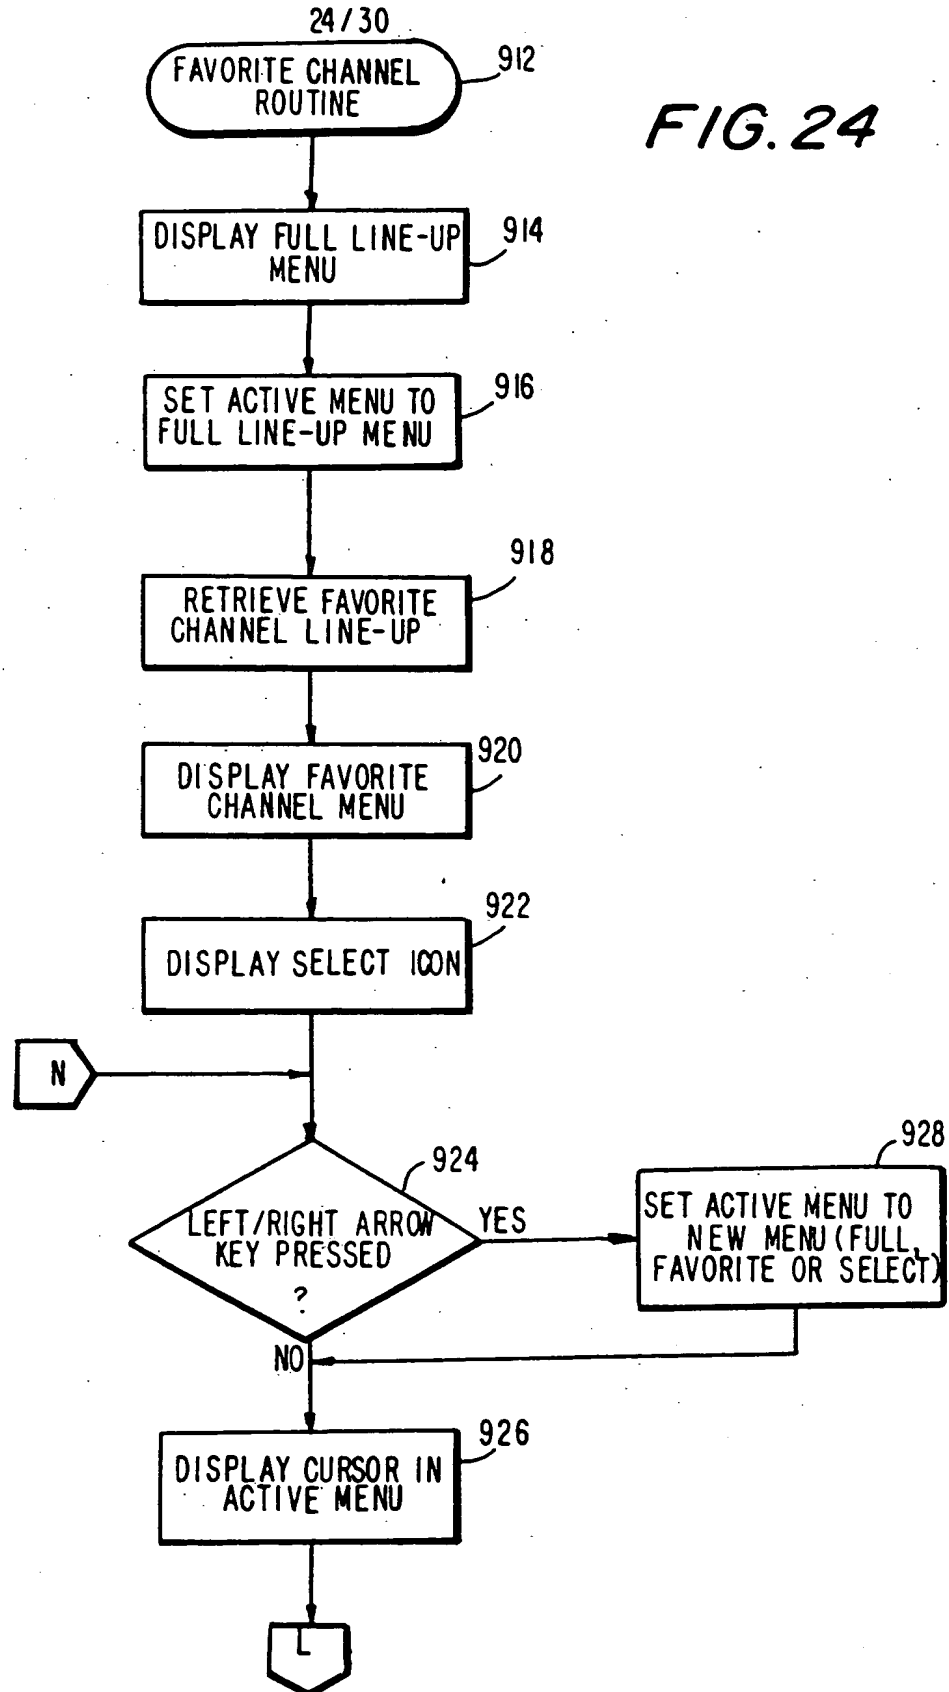 24/30
FAVORITE CHANNEL
ROUTINE
912
FIG. 24
DISPLAY FULL LINE-UP
MENU
914
SET ACTIVE MENU TO
FULL LINE-UP MENU
916
RETRIEVE FAVORITE
CHANNEL LINE-UP
918
DISPLAY FAVORITE
CHANNEL MENU
920
DISPLAY SELECT ICON
922
N
LEFT/RIGHT ARROW
KEY PRESSED
?
924
YES
SET ACTIVE MENU TO
NEW MENU (FULL,
FAVORITE OR SELECT)
928
NO
DISPLAY CURSOR IN
ACTIVE MENU
926
L